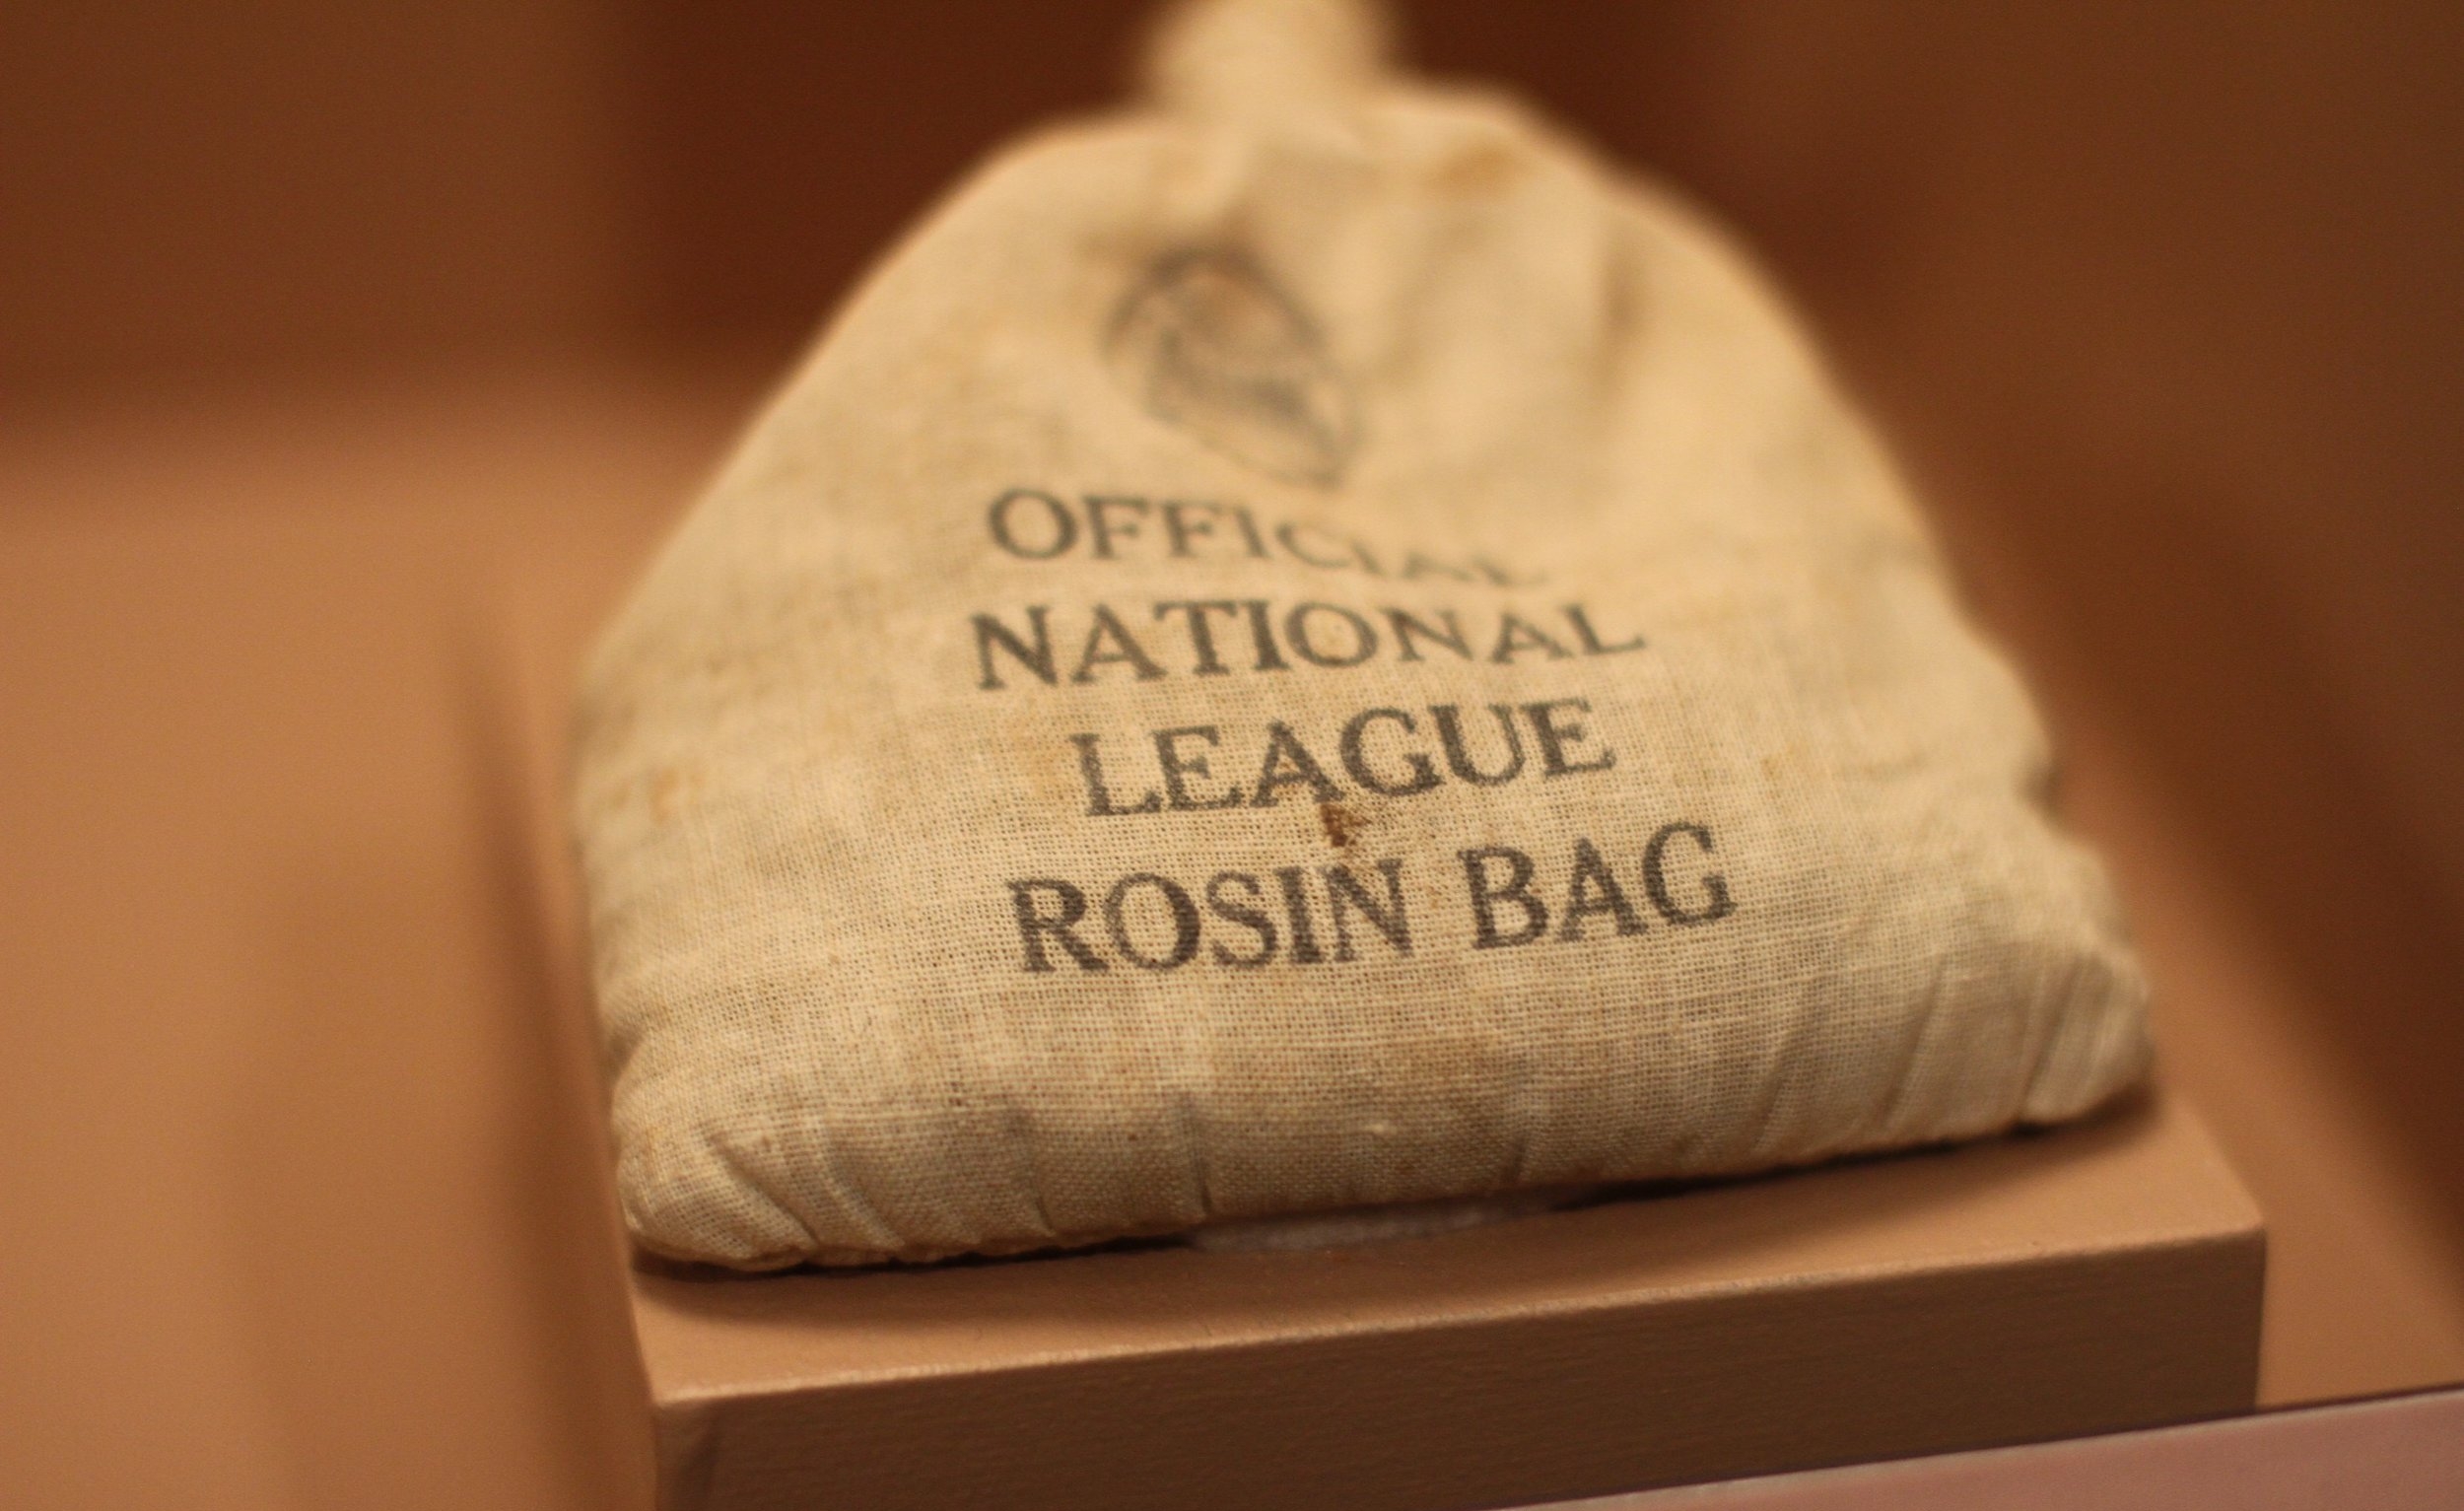 OFFICIAL
NATIONAL
LEAGUE
ROSIN BAG